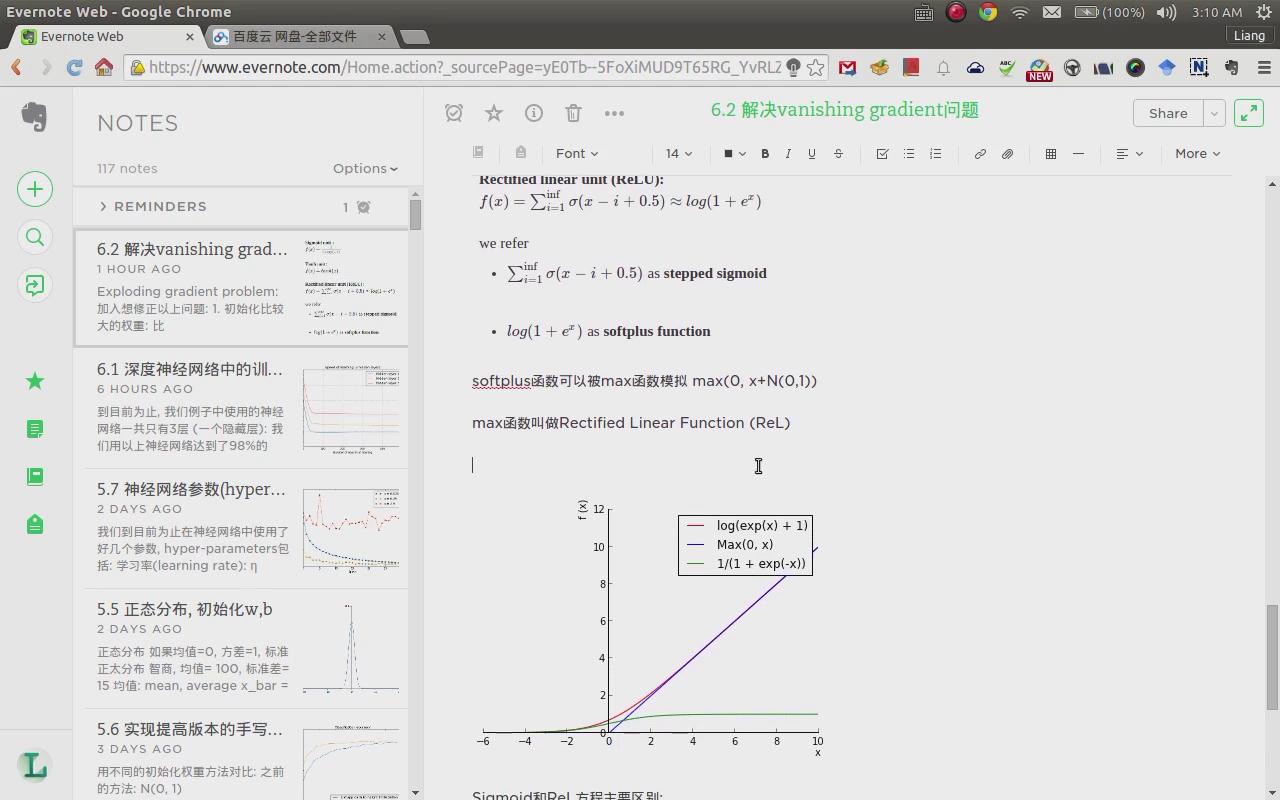 Evernote Web - Google Chrome
(100%)
3:10 AM
Evernote Web
百度云 网盘-全部文件
Liang
https://www.evernote.com/Home.action?_sourcePage=yE0Tb--5FoXiMUD9T65RG_YvRLZ
ABC
NEW
NOTES
117 notes
Options
REMINDERS
1
6.2 解决vanishing grad...
1 HOUR AGO
Exploding gradient problem:
加入想修正以上问题: 1. 初始化比较
大的权重: 比
6.1 深度神经网络中的训...
6 HOURS AGO
到目前为止, 我们例子中使用的神经
网络一共只有3层 (一个隐藏层): 我
们用以上神经网络达到了98%的
5.7 神经网络参数(hyper...
2 DAYS AGO
我们到目前为止在神经网络中使用了
好几个参数, hyper-parameters包
括: 学习率(learning rate): η
5.5 正态分布, 初始化w,b
2 DAYS AGO
正态分布 如果均值=0, 方差=1, 标准
正太分布 智商, 均值= 100, 标准差=
15 均值: mean, average x_bar =
5.6 实现提高版本的手写...
3 DAYS AGO
用不同的初始化权重方法对比: 之前
的方法: N(0, 1)
6.2 解决vanishing gradient问题
Share
Font
14
B
I
U
S
More
Rectified linear unit (ReLU):
f(x) = ∑_{i=1}^{inf} σ(x − i + 0.5) ≈ log(1 + e^x)
we refer
• ∑_{i=1}^{inf} σ(x − i + 0.5) as stepped sigmoid
• log(1 + e^x) as softplus function
softplus函数可以被max函数模拟 max(0, x+N(0,1))
max函数叫做Rectified Linear Function (ReL)
f (x)
12
10
8
6
4
2
0
log(exp(x) + 1)
Max(0, x)
1/(1 + exp(-x))
−6 −4 −2 0 2 4 6 8 10
x
Sigmoid和ReL方程主要区别: